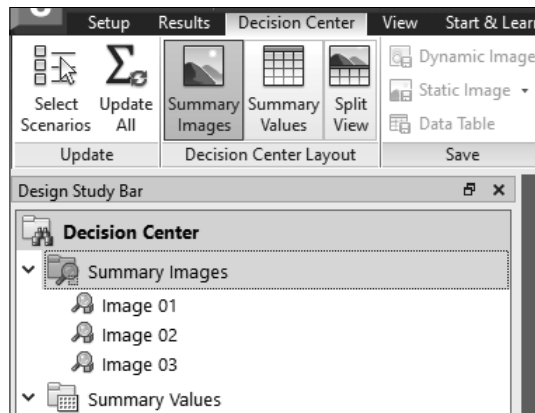 Setup Results Decision Center View Start & Lear
Select Scenarios
Update All
Summary Images
Summary Values
Split View
Dynamic Image
Static Image
Data Table
Update Decision Center Layout Save
Design Study Bar
Decision Center
Summary Images
Image 01
Image 02
Image 03
Summary Values